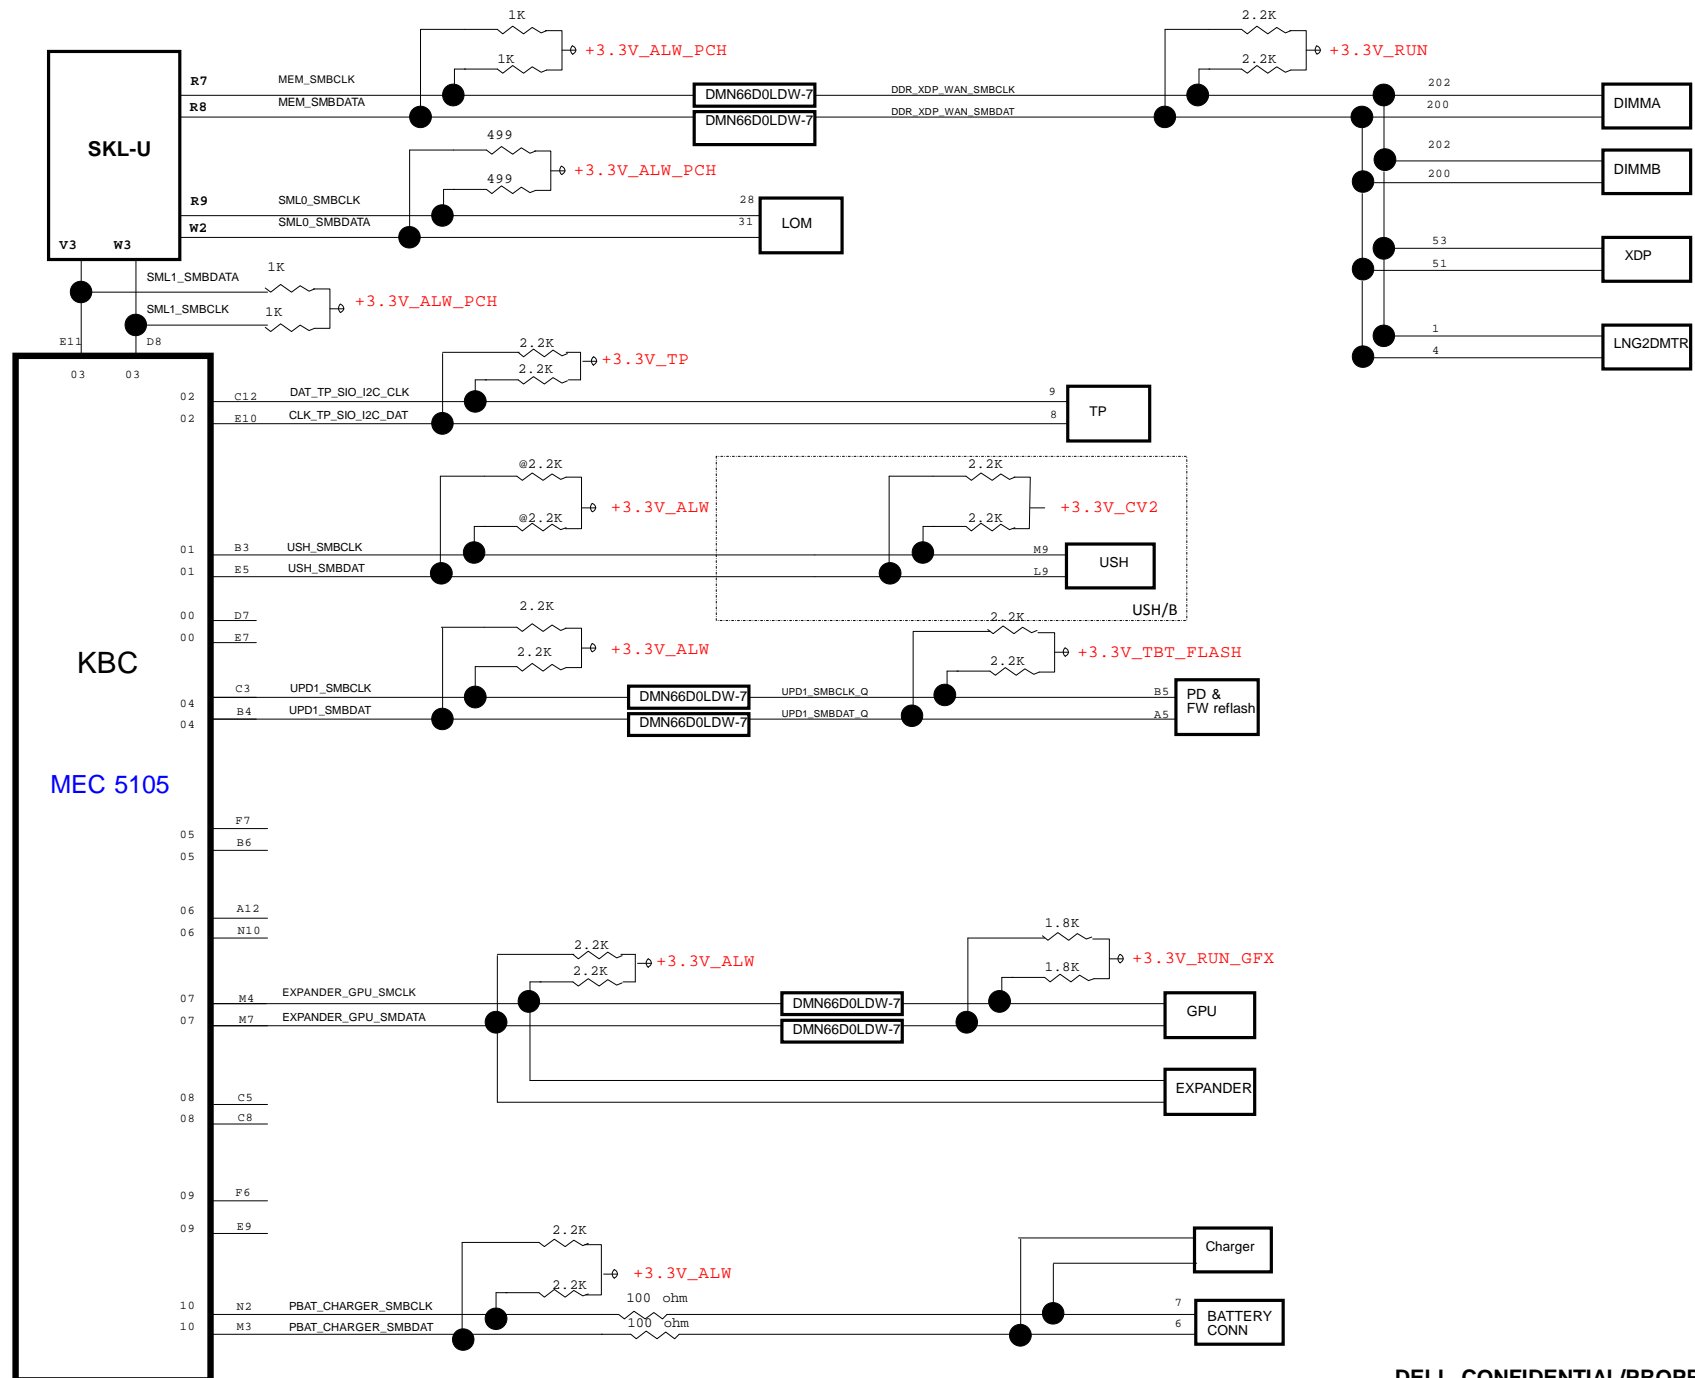 1K
+3.3V_ALW_PCH
1K
2.2K
+3.3V_RUN
2.2K
SKL-U
R7
MEM_SMBCLK
R8
MEM_SMBDATA
DMN66D0LDW-7
DMN66D0LDW-7
DDR_XDP_WAN_SMBCLK
DDR_XDP_WAN_SMBDAT
202
200
DIMMA
202
200
DIMMB
53
51
XDP
1
4
LNG2DMTR
499
+3.3V_ALW_PCH
499
R9
SML0_SMBCLK
28
W2
SML0_SMBDATA
31
LOM
V3
W3
SML1_SMBDATA
1K
+3.3V_ALW_PCH
SML1_SMBCLK
1K
E11
D8
03
03
KBC
MEC 5105
2.2K
+3.3V_TP
2.2K
02
C12
DAT_TP_SIO_I2C_CLK
9
02
E10
CLK_TP_SIO_I2C_DAT
8
TP
@2.2K
+3.3V_ALW
@2.2K
2.2K
+3.3V_CV2
2.2K
01
B3
USH_SMBCLK
M9
01
E5
USH_SMBDAT
L9
USH
USH/B
00
D7
00
E7
2.2K
+3.3V_ALW
2.2K
2.2K
+3.3V_TBT_FLASH
2.2K
04
C3
UPD1_SMBCLK
DMN66D0LDW-7
UPD1_SMBCLK_Q
B5
04
B4
UPD1_SMBDAT
DMN66D0LDW-7
UPD1_SMBDAT_Q
A5
PD &
FW reflash
05
F7
05
B6
06
A12
06
N10
2.2K
+3.3V_ALW
2.2K
1.8K
+3.3V_RUN_GFX
1.8K
07
M4
EXPANDER_GPU_SMCLK
DMN66D0LDW-7
07
M7
EXPANDER_GPU_SMDATA
DMN66D0LDW-7
GPU
EXPANDER
08
C5
08
C8
09
F6
09
E9
2.2K
+3.3V_ALW
2.2K
Charger
10
N2
PBAT_CHARGER_SMBCLK
100 ohm
7
10
M3
PBAT_CHARGER_SMBDAT
100 ohm
6
BATTERY
CONN